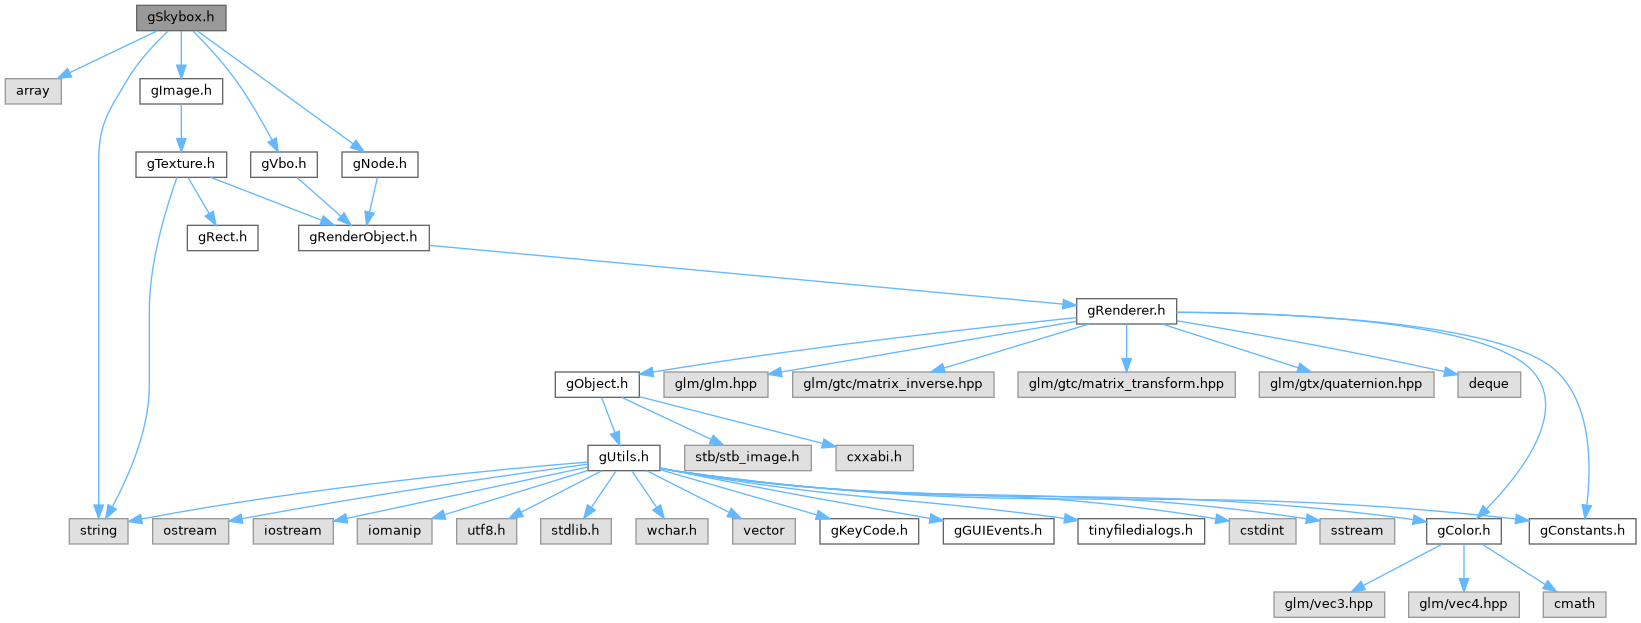 gSkybox.h
array
gImage.h
gTexture.h
gVbo.h
gNode.h
gRect.h
gRenderObject.h
gRenderer.h
gObject.h
glm/glm.hpp
glm/gtc/matrix_inverse.hpp
glm/gtc/matrix_transform.hpp
glm/gtx/quaternion.hpp
deque
gUtils.h
stb/stb_image.h
cxxabi.h
string
ostream
iostream
iomanip
utf8.h
stdlib.h
wchar.h
vector
gKeyCode.h
gGUIEvents.h
tinyfiledialogs.h
cstdint
sstream
gColor.h
gConstants.h
glm/vec3.hpp
glm/vec4.hpp
cmath